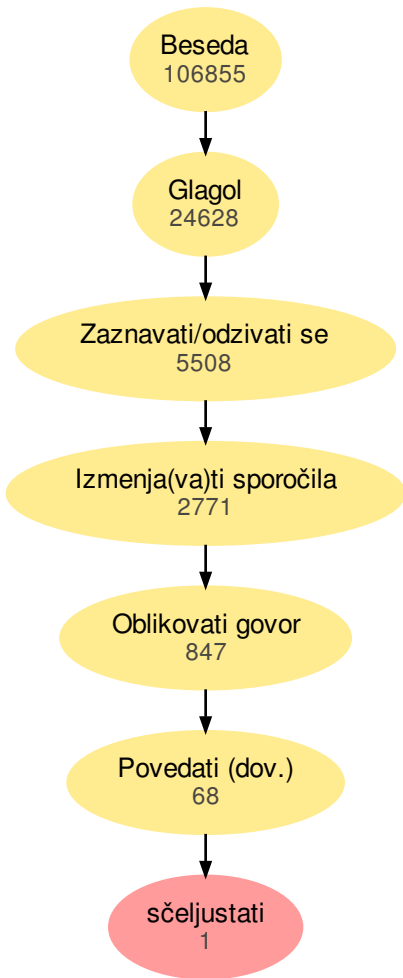 Beseda
106855
Glagol
24628
Zaznavati/odzivati se
5508
Izmenja(va)ti sporočila
2771
Oblikovati govor
847
Povedati (dov.)
68
sčeljustati
1